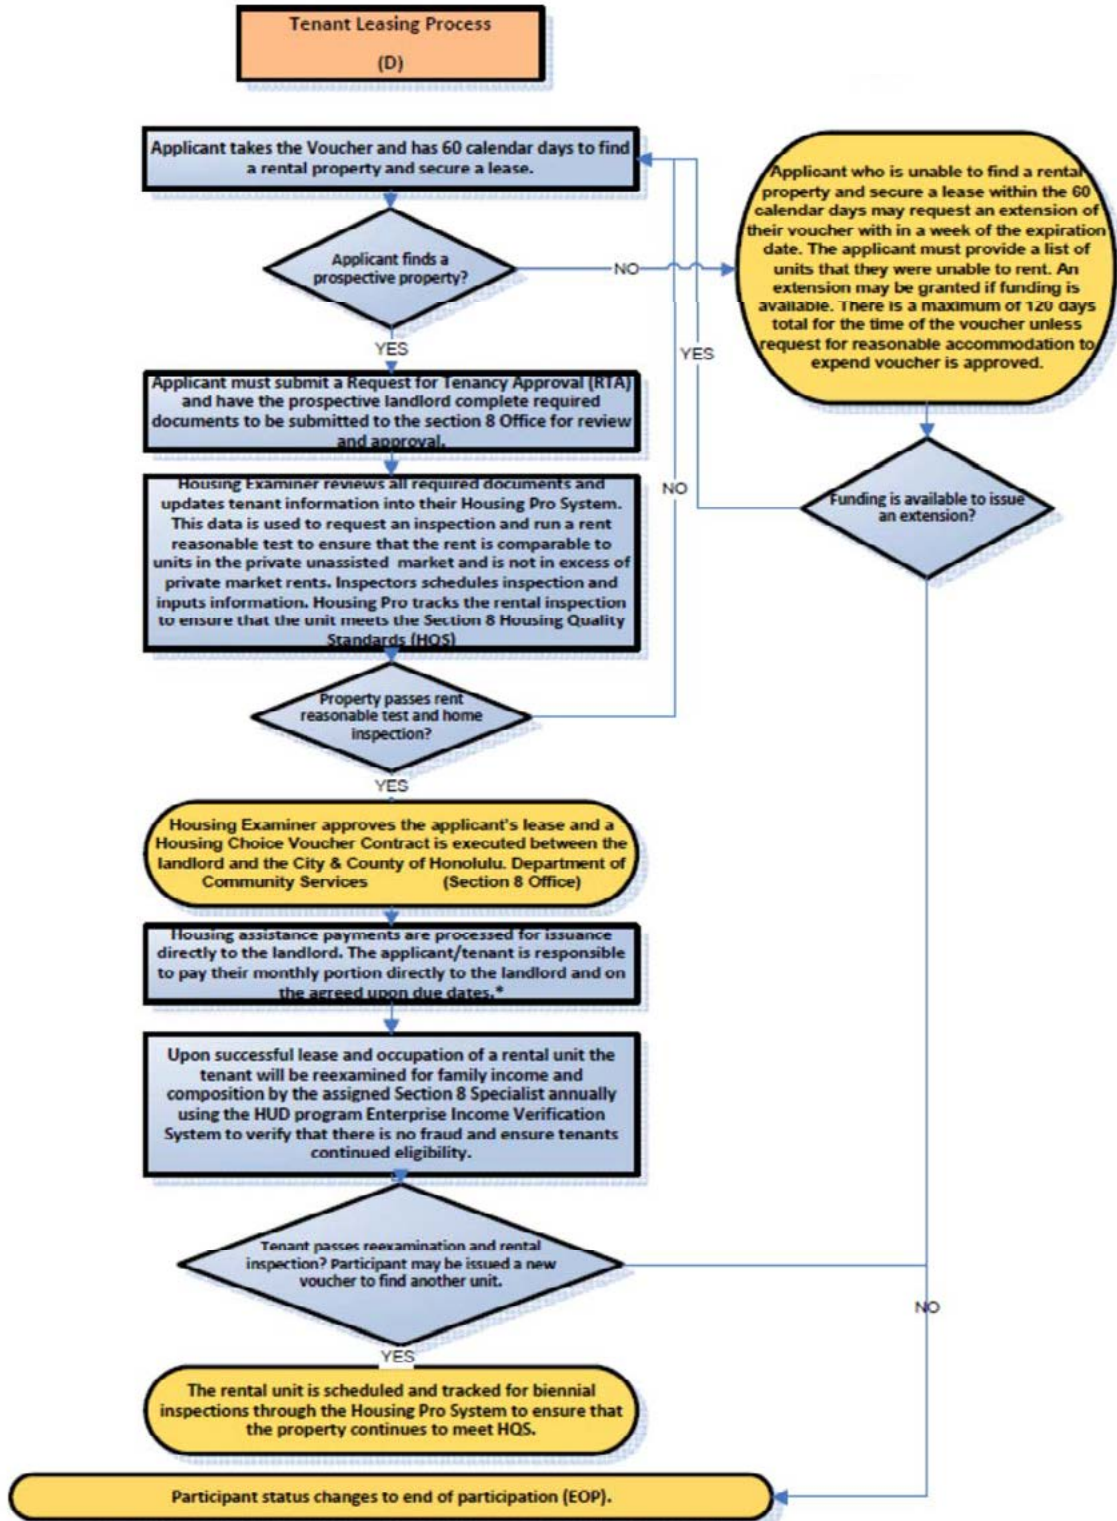 Tenant Leasing Process
(D)
Applicant takes the Voucher and has 60 calendar days to find
a rental property and secure a lease.
Applicant finds a
prospective property?
NO
YES
Applicant who is unable to find a rental
property and secure a lease within the 60
calendar days may request an extension of
their voucher with in a week of the expiration
date. The applicant must provide a list of
units that they were unable to rent. An
extension may be granted if funding is
available. There is a maximum of 120 days
total for the time of the voucher unless
request for reasonable accommodation to
expend voucher is approved.
YES
Applicant must submit a Request for Tenancy Approval (RTA)
and have the prospective landlord complete required
documents to be submitted to the section 8 Office for review
and approval.
Housing Examiner reviews all required documents and
updates tenant information into their Housing Pro System.
This data is used to request an inspection and run a rent
reasonable test to ensure that the rent is comparable to
units in the private unassisted market and is not in excess of
private market rents. Inspectors schedules inspection and
inputs information. Housing Pro tracks the rental inspection
to ensure that the unit meets the Section 8 Housing Quality
Standards (HQS)
NO
Funding is available to issue
an extension?
Property passes rent
reasonable test and home
inspection?
YES
Housing Examiner approves the applicant's lease and a
Housing Choice Voucher Contract is executed between the
landlord and the City & County of Honolulu. Department of
Community Services (Section 8 Office)
Housing assistance payments are processed for issuance
directly to the landlord. The applicant/tenant is responsible
to pay their monthly portion directly to the landlord and on
the agreed upon due dates.*
Upon successful lease and occupation of a rental unit the
tenant will be reexamined for family income and
composition by the assigned Section 8 Specialist annually
using the HUD program Enterprise Income Verification
System to verify that there is no fraud and ensure tenants
continued eligibility.
Tenant passes reexamination and rental
inspection? Participant may be issued a new
voucher to find another unit.
NO
YES
The rental unit is scheduled and tracked for biennial
inspections through the Housing Pro System to ensure that
the property continues to meet HQS.
Participant status changes to end of participation (EOP).